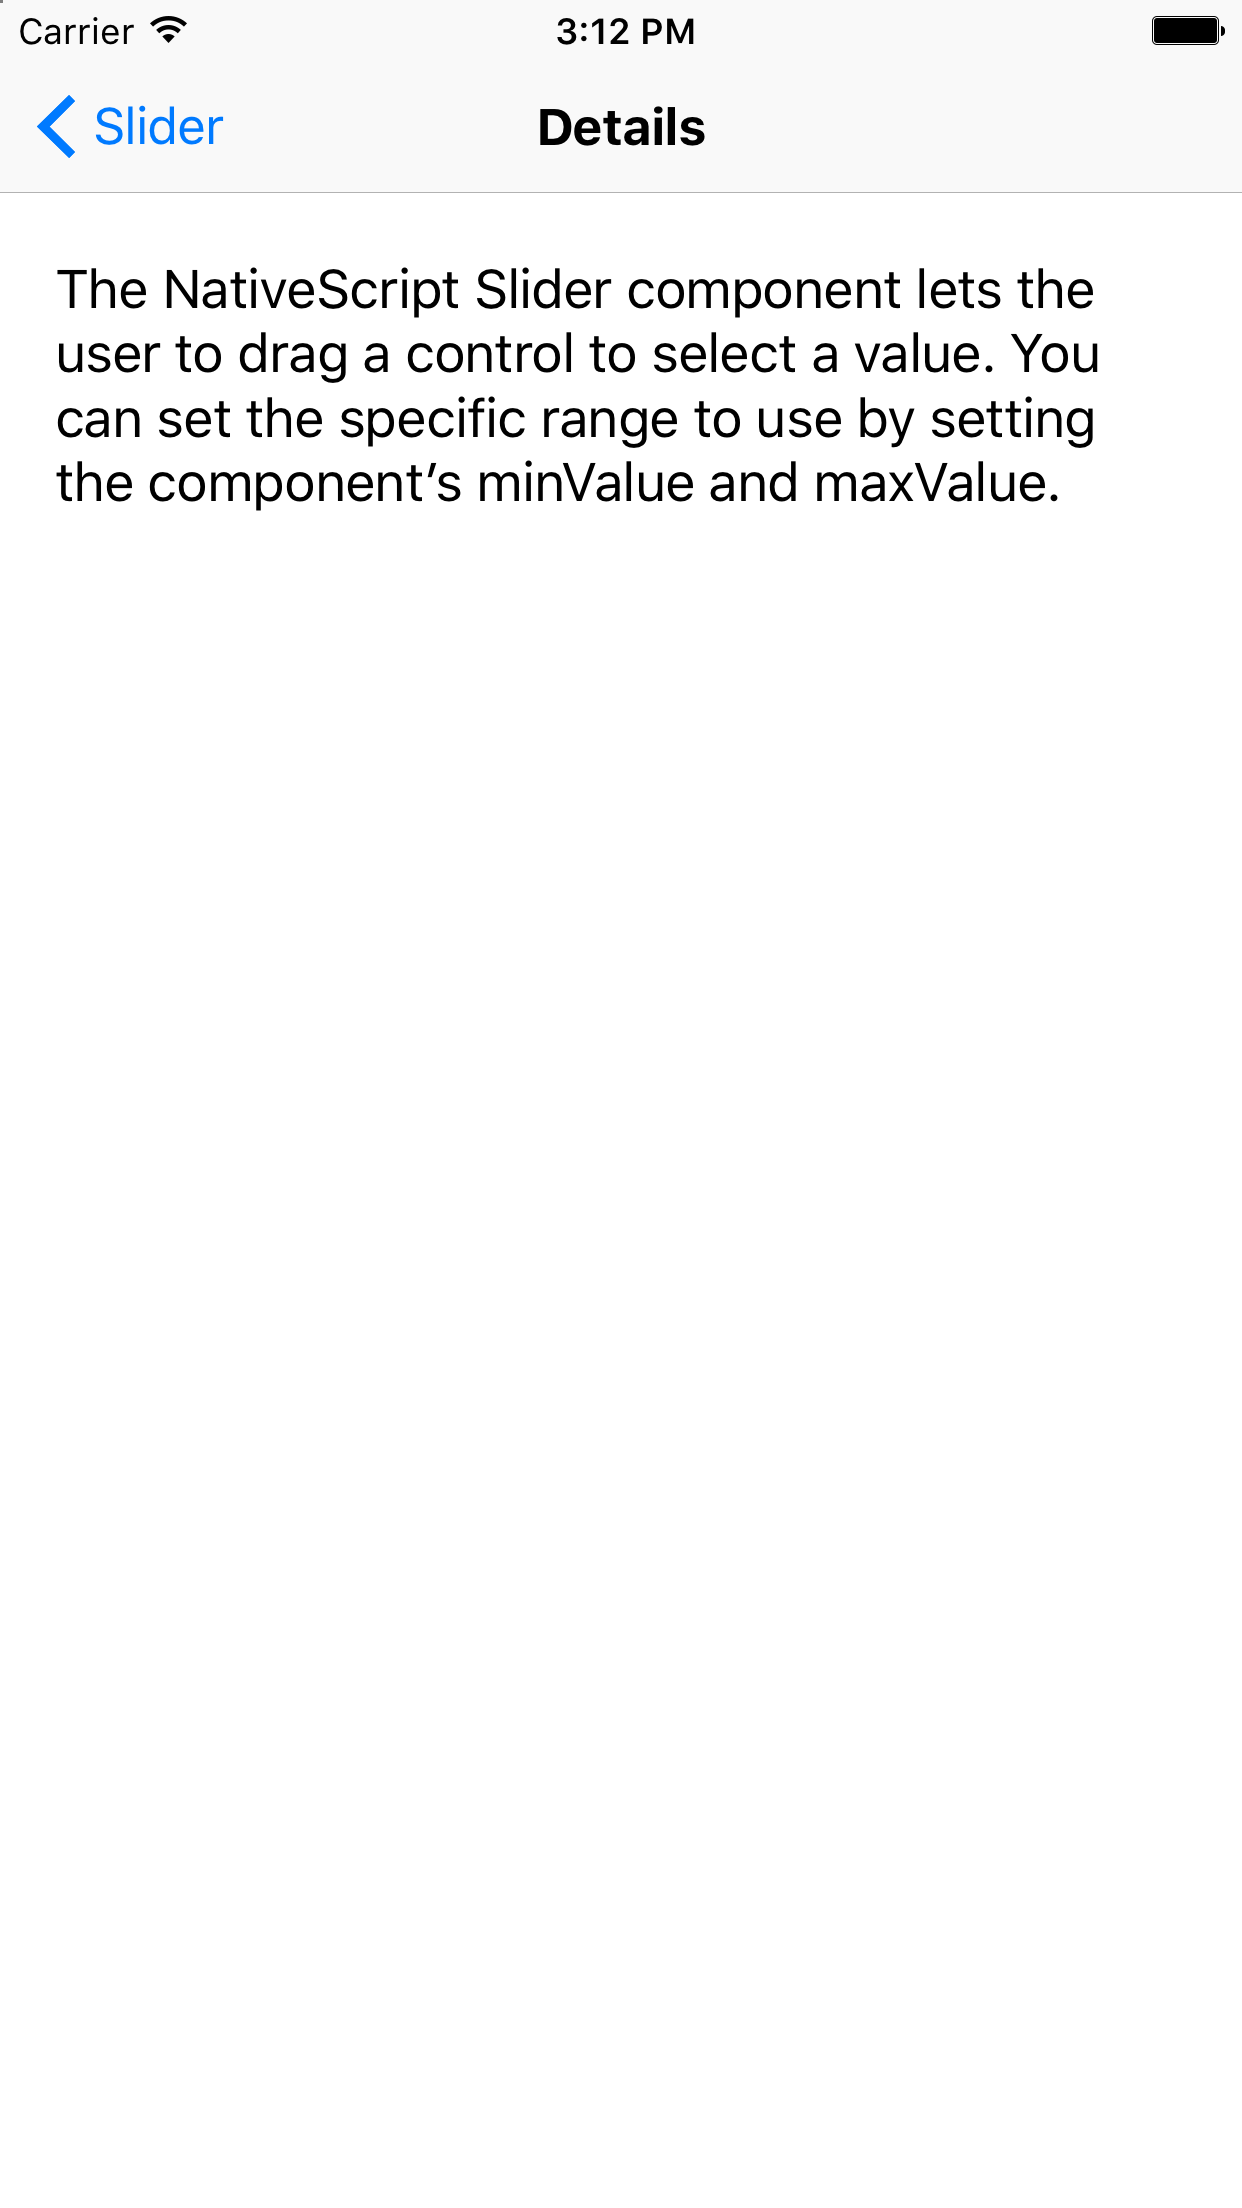 Carrier 3:12 PM
Slider Details
The NativeScript Slider component lets the
user to drag a control to select a value. You
can set the specific range to use by setting
the component’s minValue and maxValue.